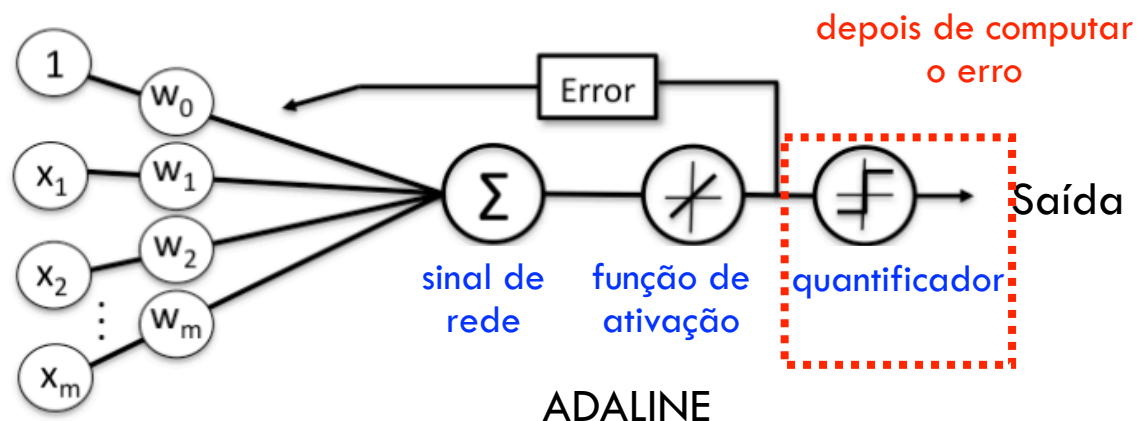 depois de computar
o erro
1
w0
Error
x1
w1
Σ
Saída
w2
x2
sinal de
rede
função de
ativação
quantificador
⋮
wm
xm
ADALINE